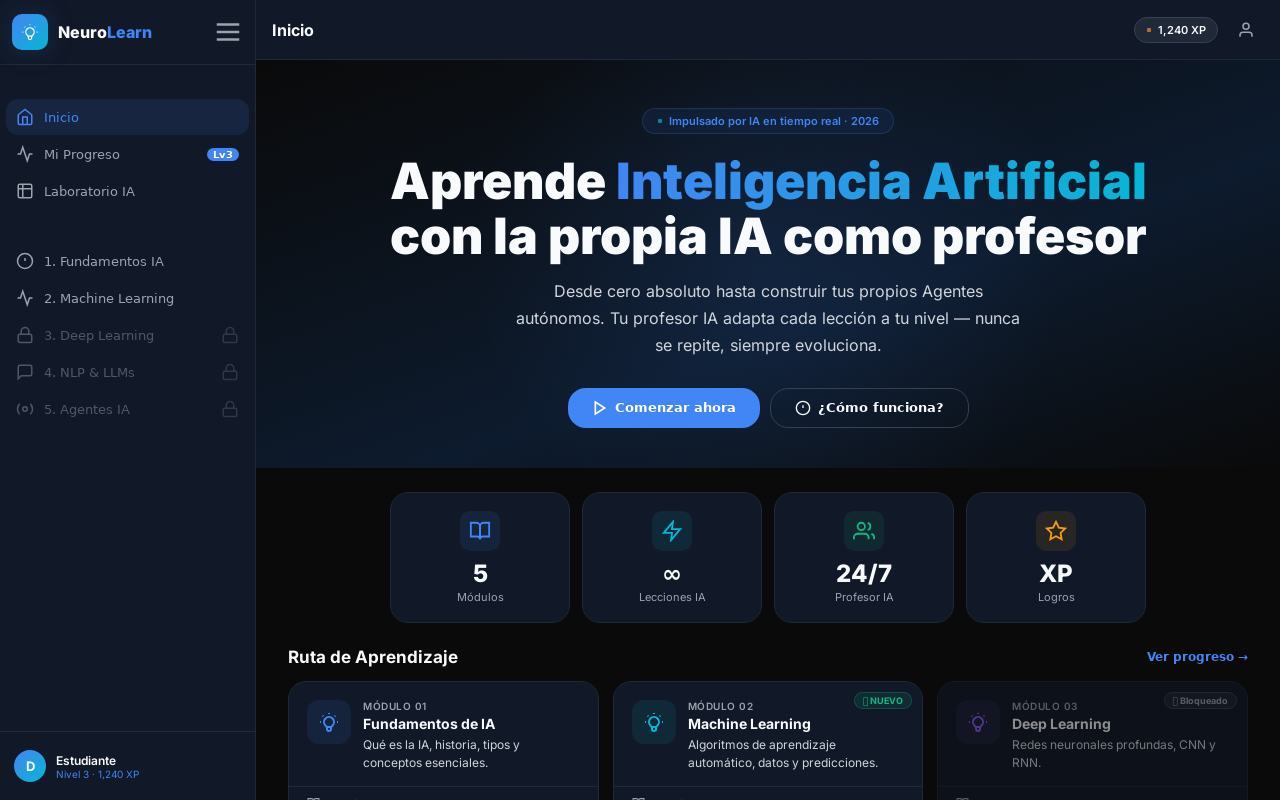 NeuroLearn
Inicio
Mi Progreso
Lv3
Laboratorio IA
1. Fundamentos IA
2. Machine Learning
3. Deep Learning
4. NLP & LLMs
5. Agentes IA
D
Estudiante
Nivel 3 · 1,240 XP
Inicio
1,240 XP
Impulsado por IA en tiempo real · 2026
Aprende Inteligencia Artificial
con la propia IA como profesor
Desde cero absoluto hasta construir tus propios Agentes
autónomos. Tu profesor IA adapta cada lección a tu nivel — nunca
se repite, siempre evoluciona.
Comenzar ahora
¿Cómo funciona?
5
Módulos
∞
Lecciones IA
24/7
Profesor IA
XP
Logros
Ruta de Aprendizaje
Ver progreso →
MÓDULO 01
Fundamentos de IA
Qué es la IA, historia, tipos y
conceptos esenciales.
NUEVO
MÓDULO 02
Machine Learning
Algoritmos de aprendizaje
automático, datos y predicciones.
Bloqueado
MÓDULO 03
Deep Learning
Redes neuronales profundas, CNN y
RNN.